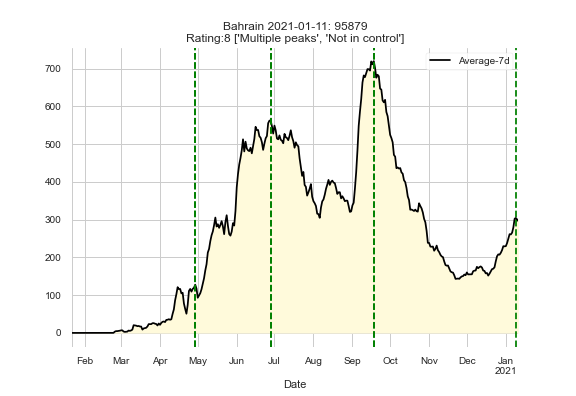 Bahrain 2021-01-11: 95879
Rating:8 ['Multiple peaks', 'Not in control']
Average-7d
700
600
500
400
300
200
100
0
Feb Mar Apr May Jun Jul Aug Sep Oct Nov Dec Jan
2021
Date